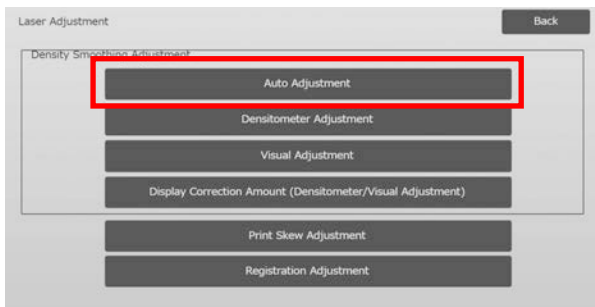 Laser Adjustment
Back
Density Smoothing Adjustment
Auto Adjustment
Densitometer Adjustment
Visual Adjustment
Display Correction Amount (Densitometer/Visual Adjustment)
Print Skew Adjustment
Registration Adjustment